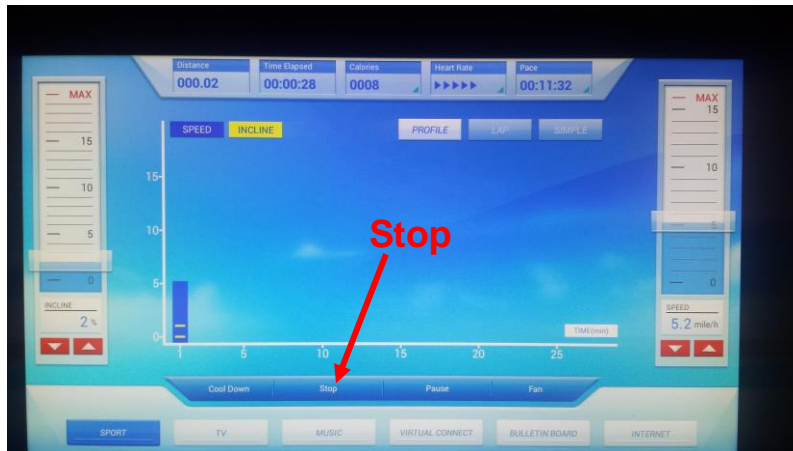 Distance Time Elapsed Calories Heart Rate Pace
000.02 00:00:28 0008 00:11:32
MAX
15
10
5
0
INCLINE
2 %
SPEED INCLINE
PROFILE LAP SIMPLE
15
10
5
0
1 5 10 15 20 25
TIME(min)
Stop
MAX
15
10
5
0
SPEED
5.2 mile/h
Cool Down Stop Pause Fan
SPORT TV MUSIC VIRTUAL CONNECT BULLETIN BOARD INTERNET